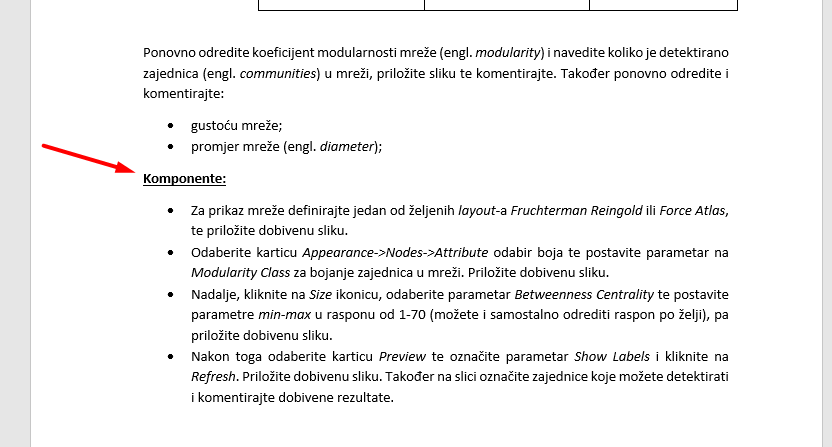 Ponovno odredite koeficijent modularnosti mreže (engl. modularity) i navedite koliko je detektirano
zajednica (engl. communities) u mreži, priložite sliku te komentirajte. Također ponovno odredite i
komentirajte:
• gustoću mreže;
• promjer mreže (engl. diameter);
Komponente:
• Za prikaz mreže definirajte jedan od željenih layout-a Fruchterman Reingold ili Force Atlas,
te priložite dobivenu sliku.
• Odaberite karticu Appearance->Nodes->Attribute odabir boja te postavite parametar na
Modularity Class za bojanje zajednica u mreži. Priložite dobivenu sliku.
• Nadalje, kliknite na Size ikonicu, odaberite parametar Betweenness Centrality te postavite
parametre min-max u rasponu od 1-70 (možete i samostalno odrediti raspon po želji), pa
priložite dobivenu sliku.
• Nakon toga odaberite karticu Preview te označite parametar Show Labels i kliknite na
Refresh. Priložite dobivenu sliku. Također na slici označite zajednice koje možete detektirati
i komentirajte dobivene rezultate.